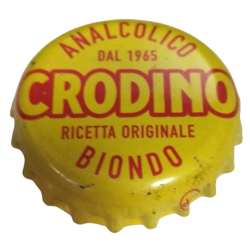 ANALCOLICO
DAL 1965
CRODINO
RICETTA ORIGINALE
BIONDO